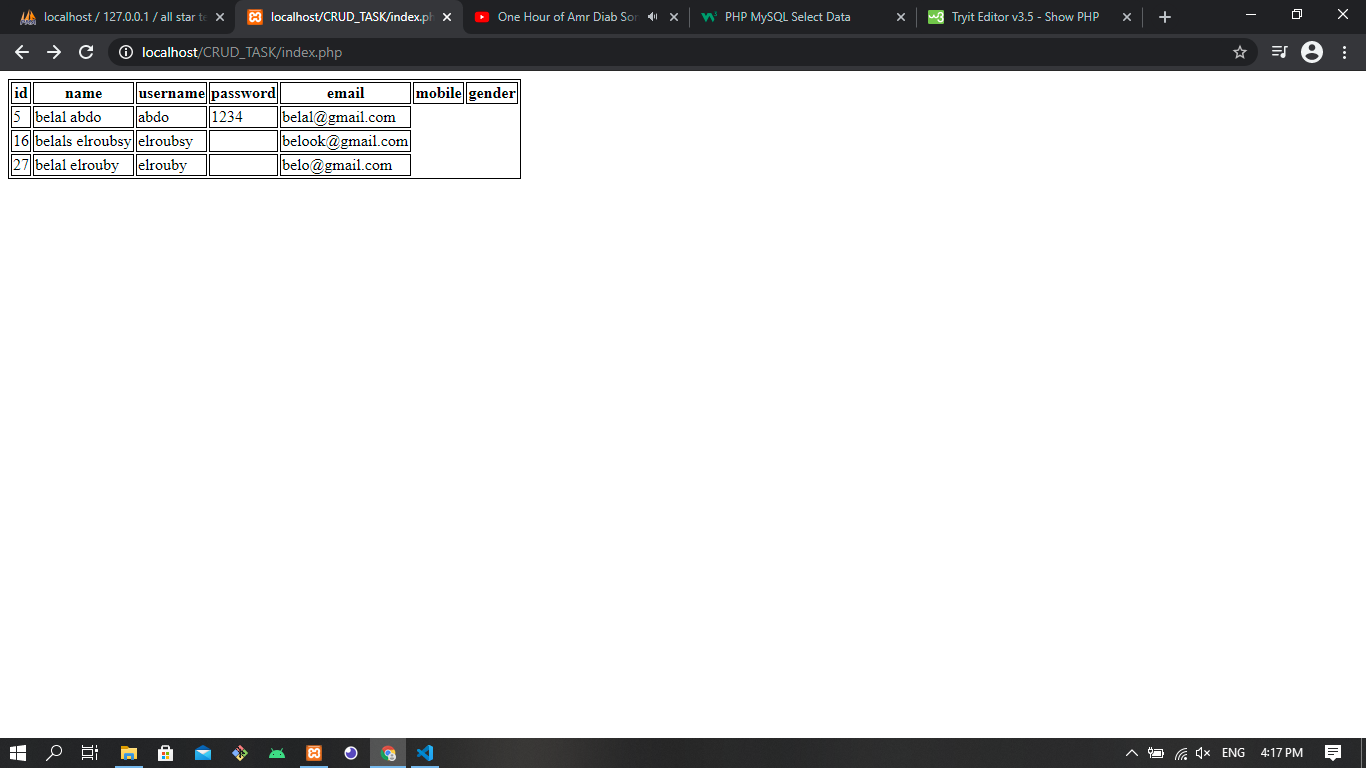 localhost / 127.0.0.1 / all star te
localhost/CRUD_TASK/index.ph
One Hour of Amr Diab Son
PHP MySQL Select Data
Tryit Editor v3.5 - Show PHP
localhost/CRUD_TASK/index.php
id name username password email mobile gender
5 belal abdo abdo 1234 belal@gmail.com
16 belals elroubsy elroubsy belook@gmail.com
27 belal elrouby elrouby belo@gmail.com
ENG 4:17 PM